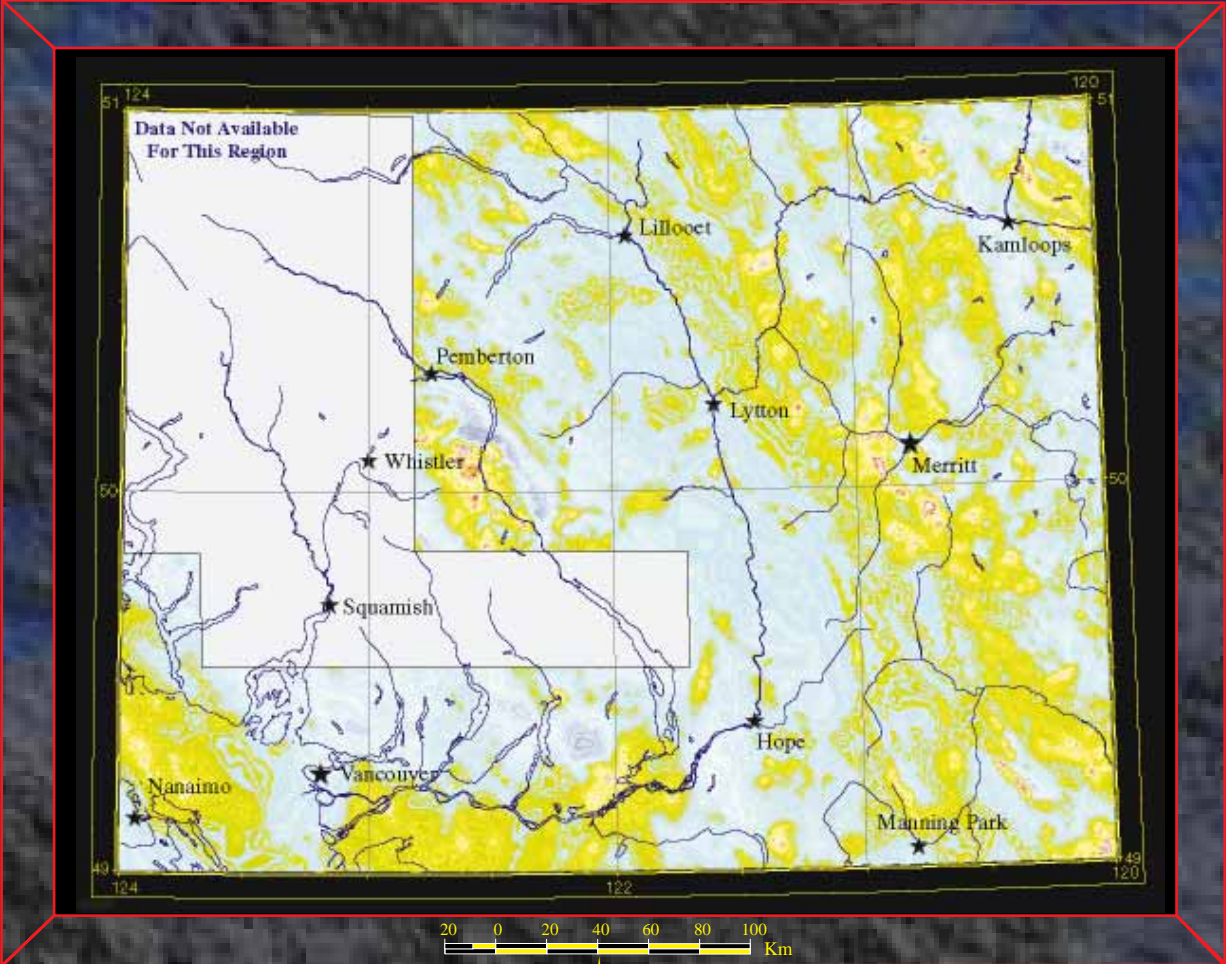 124
120
51
51
Data Not Available
For This Region
Lillooet
Kamloops
Pemberton
Lytton
Whistler
Merritt
50
50
Squamish
Hope
Vancouver
Nanaimo
Manning Park
49
49
124
122
120
20 0 20 40 60 80 100
Km